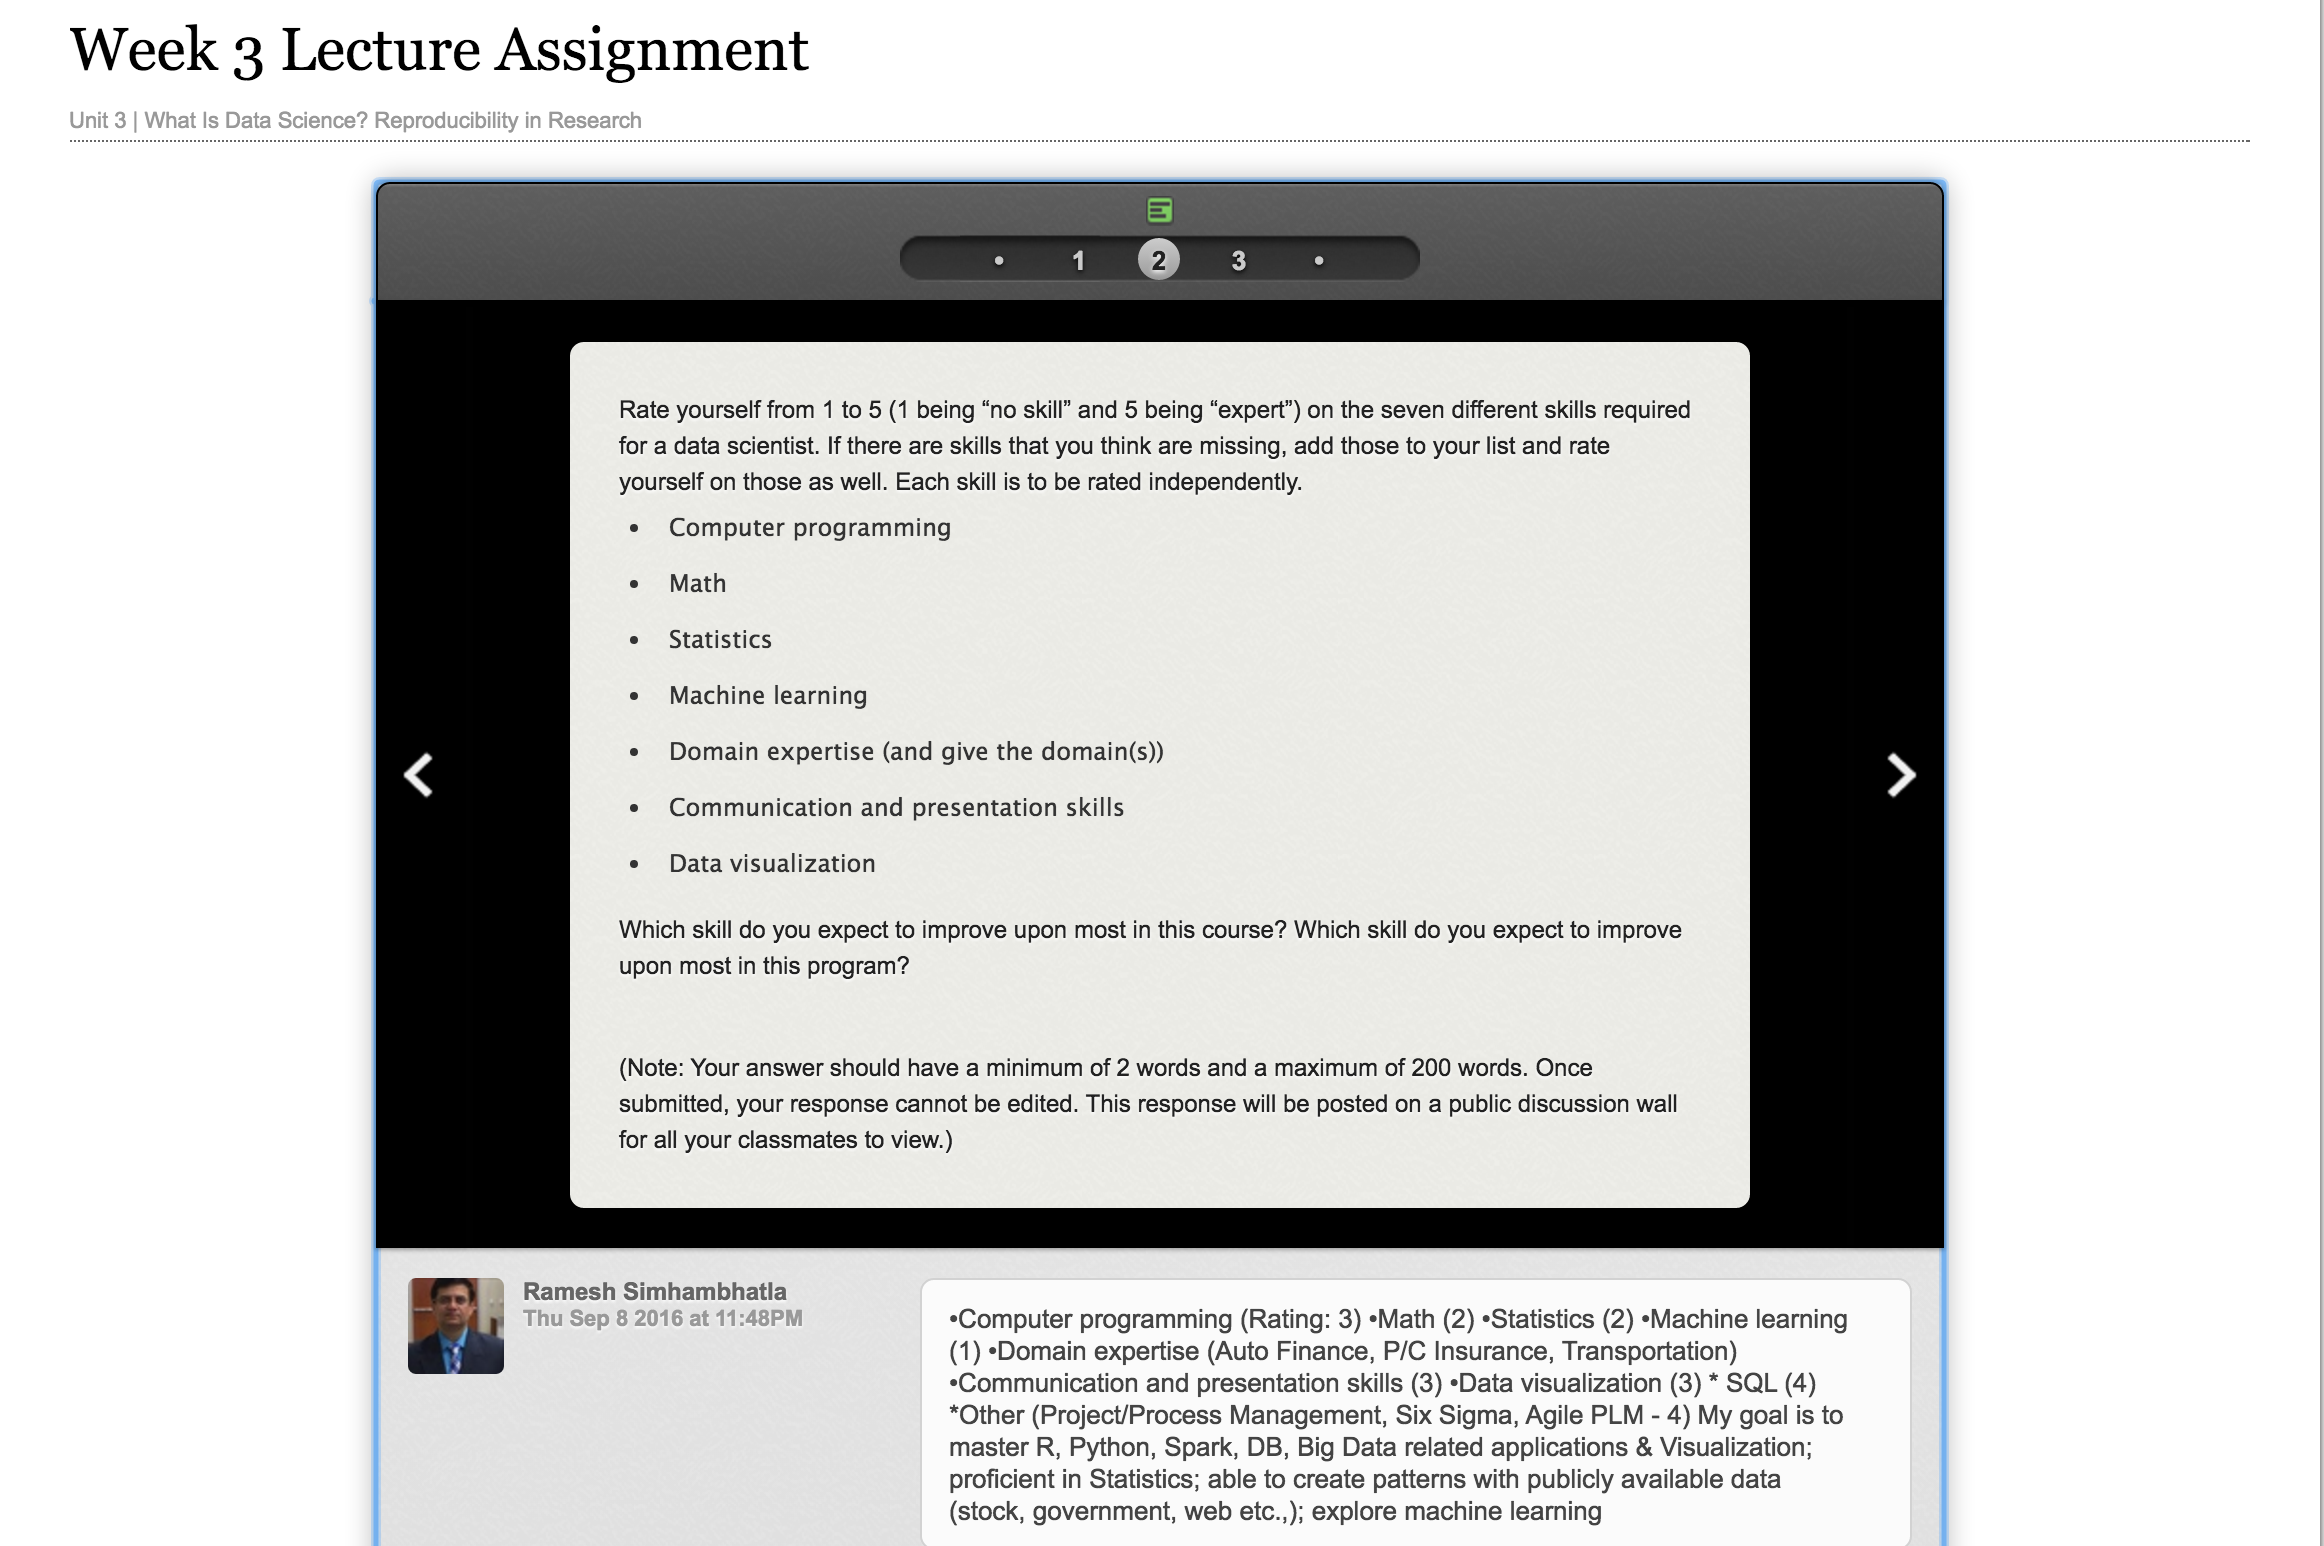 Week 3 Lecture Assignment
Unit 3 | What Is Data Science? Reproducibility in Research
• 1 2 3 •
Rate yourself from 1 to 5 (1 being “no skill” and 5 being “expert”) on the seven different skills required
for a data scientist. If there are skills that you think are missing, add those to your list and rate
yourself on those as well. Each skill is to be rated independently.
• Computer programming
• Math
• Statistics
• Machine learning
• Domain expertise (and give the domain(s))
• Communication and presentation skills
• Data visualization
Which skill do you expect to improve upon most in this course? Which skill do you expect to improve
upon most in this program?
(Note: Your answer should have a minimum of 2 words and a maximum of 200 words. Once
submitted, your response cannot be edited. This response will be posted on a public discussion wall
for all your classmates to view.)
Ramesh Simhambhatla
Thu Sep 8 2016 at 11:48PM
•Computer programming (Rating: 3) •Math (2) •Statistics (2) •Machine learning
(1) •Domain expertise (Auto Finance, P/C Insurance, Transportation)
•Communication and presentation skills (3) •Data visualization (3) * SQL (4)
*Other (Project/Process Management, Six Sigma, Agile PLM - 4) My goal is to
master R, Python, Spark, DB, Big Data related applications & Visualization;
proficient in Statistics; able to create patterns with publicly available data
(stock, government, web etc.,); explore machine learning